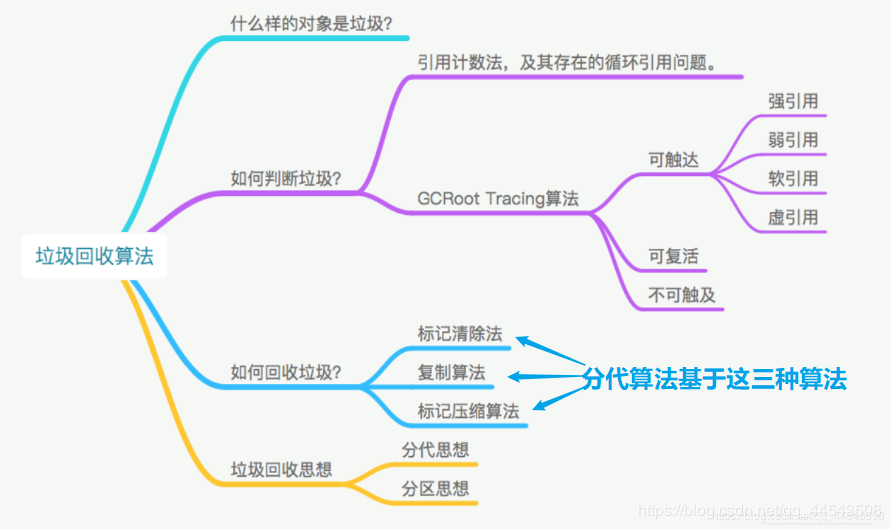 什么样的对象是垃圾?
引用计数法，及其存在的循环引用问题。
强引用
弱引用
可触达
软引用
如何判断垃圾?
GCRoot Tracing算法
虚引用
垃圾回收算法
可复活
不可触及
标记清除法
如何回收垃圾?
复制算法
分代算法基于这三种算法
标记压缩算法
分代思想
垃圾回收思想
分区思想
https://blog.csdn.net/qq_44543508